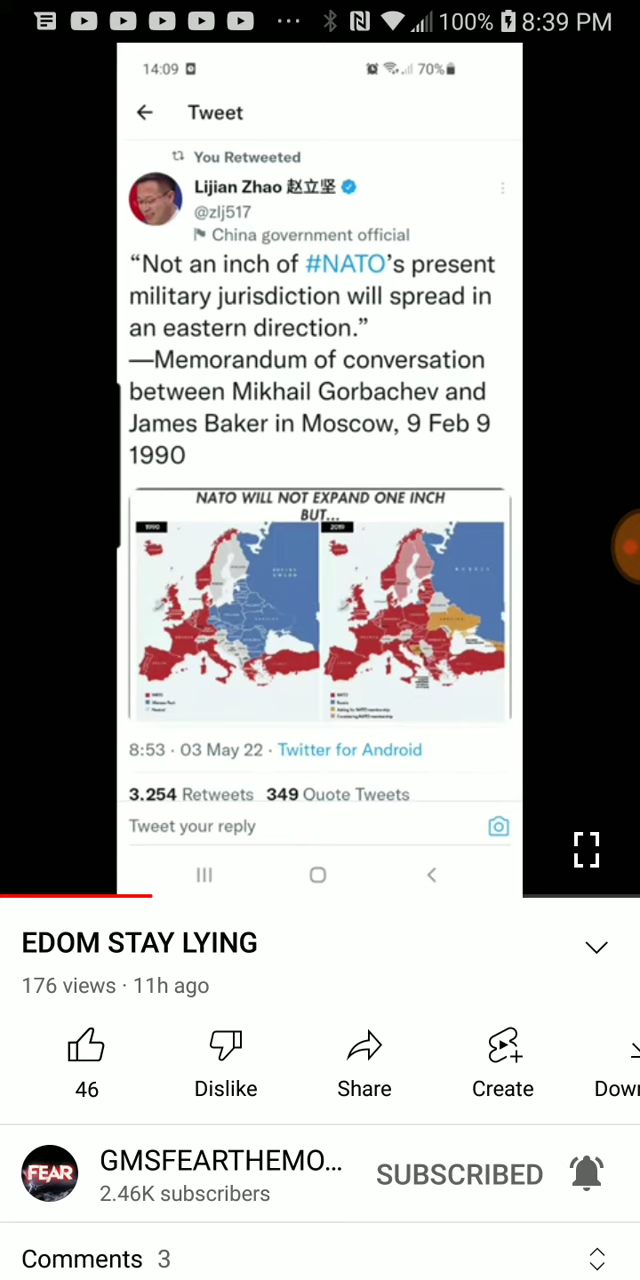 100% 8:39 PM
14:09 70%
Tweet
You Retweeted
Lijian Zhao 赵立坚
@zlj517
China government official
“Not an inch of #NATO’s present
military jurisdiction will spread in
an eastern direction.”
—Memorandum of conversation
between Mikhail Gorbachev and
James Baker in Moscow, 9 Feb 9
1990
NATO WILL NOT EXPAND ONE INCH
BUT...
1990
2019
8:53 · 03 May 22 · Twitter for Android
3.254 Retweets 349 Quote Tweets
Tweet your reply
EDOM STAY LYING
176 views · 11h ago
46 Dislike Share Create Down
FEAR
GMSFEARTHEMO...
2.46K subscribers
SUBSCRIBED
Comments 3